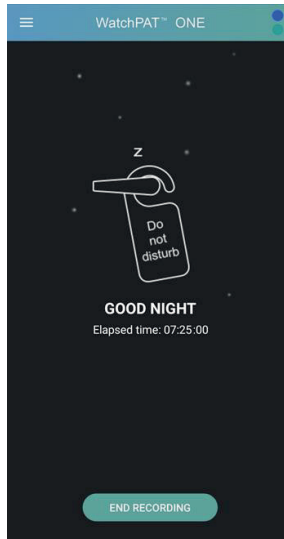 WatchPAT™ ONE
Z
Do
not
disturb
GOOD NIGHT
Elapsed time: 07:25:00
END RECORDING